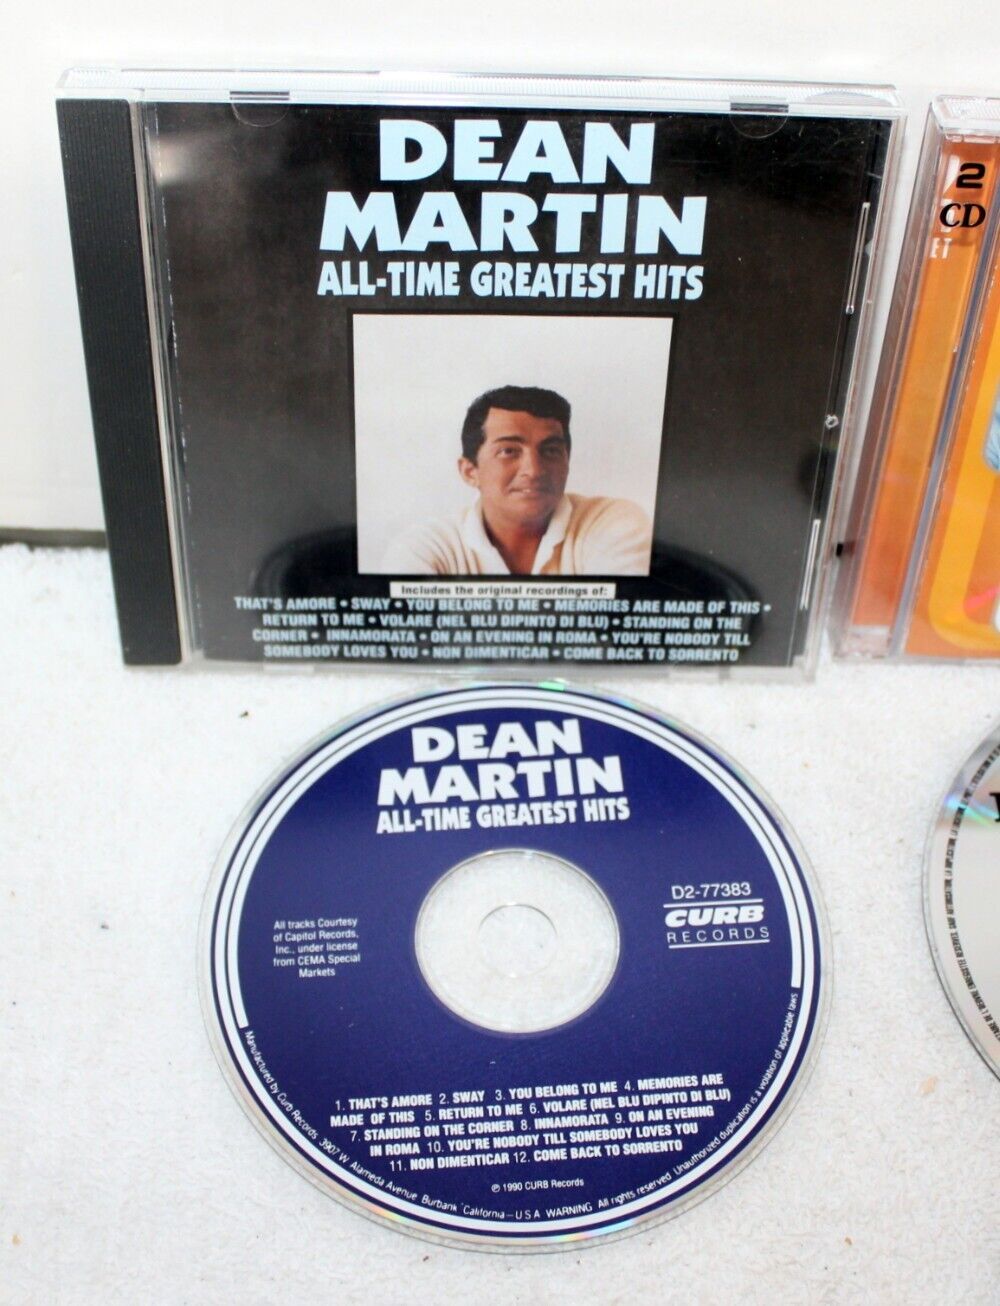 DEAN
MARTIN
ALL-TIME GREATEST HITS
Includes the original recordings of:
THAT'S AMORE • SWAY • YOU BELONG TO ME • MEMORIES ARE MADE OF THIS •
RETURN TO ME • VOLARE (NEL BLU DIPINTO DI BLU) • STANDING ON THE
CORNER • INNAMORATA • ON AN EVENING IN ROMA • YOU'RE NOBODY TILL
SOMEBODY LOVES YOU • NON DIMENTICAR • COME BACK TO SORRENTO
2
CD
ET
DEAN
MARTIN
ALL-TIME GREATEST HITS
All tracks Courtesy
of Capitol Records,
Inc., under license
from CEMA Special
Markets
D2-77383
CURB
RECORDS
1. THAT'S AMORE 2. SWAY 3. YOU BELONG TO ME 4. MEMORIES ARE
MADE OF THIS 5. RETURN TO ME 6. VOLARE (NEL BLU DIPINTO DI BLU)
7. STANDING ON THE CORNER 8. INNAMORATA 9. ON AN EVENING
IN ROMA 10. YOU'RE NOBODY TILL SOMEBODY LOVES YOU
11. NON DIMENTICAR 12. COME BACK TO SORRENTO
℗ 1990 CURB Records
Manufactured by Curb Records 3907 W. Alameda Avenue Burbank California - USA WARNING All rights reserved Unauthorized duplication is a violation of applicable laws